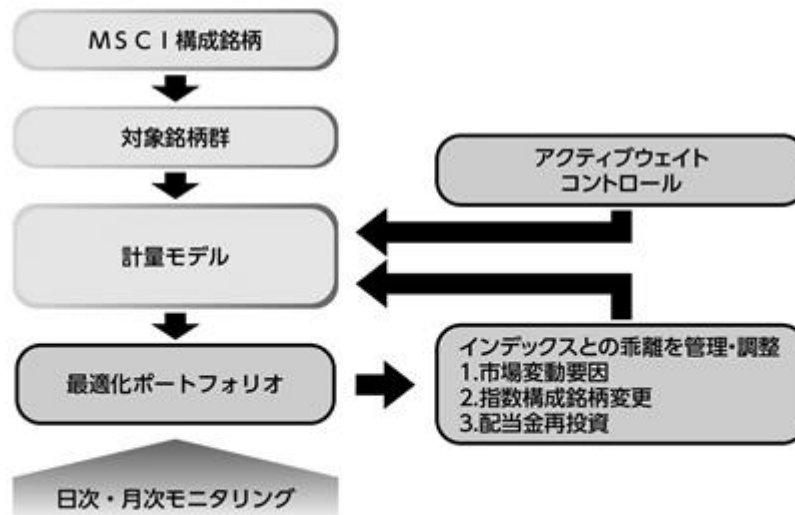 MSCI構成銘柄
対象銘柄群
計量モデル
最適化ポートフォリオ
日次・月次モニタリング
アクティブウェイト
コントロール
インデックスとの乖離を管理・調整
1.市場変動要因
2.指数構成銘柄変更
3.配当金再投資